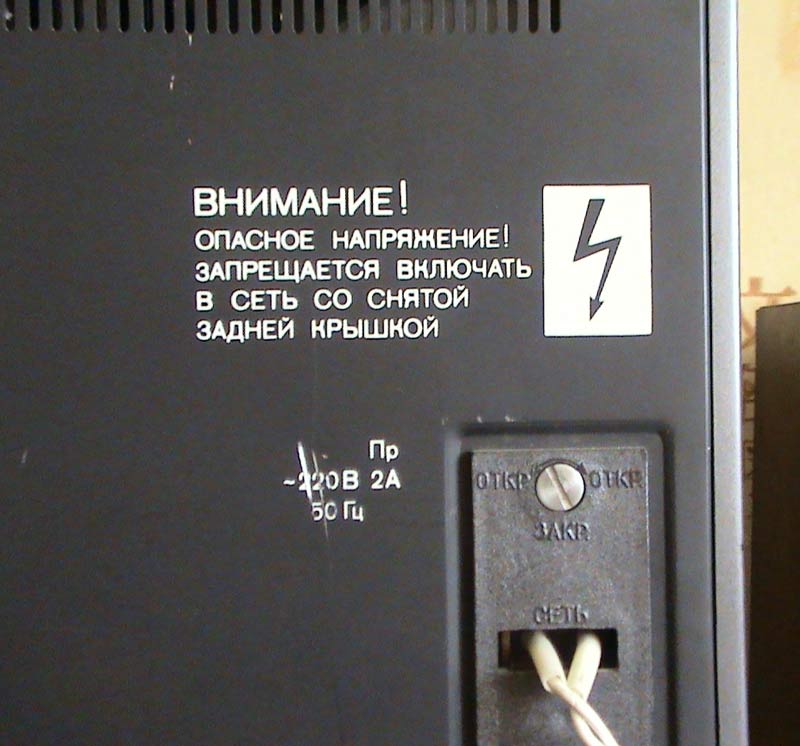 ВНИМАНИЕ!
ОПАСНОЕ НАПРЯЖЕНИЕ!
ЗАПРЕЩАЕТСЯ ВКЛЮЧАТЬ
В СЕТЬ СО СНЯТОЙ
ЗАДНЕЙ КРЫШКОЙ
Пр
~220В 2А
50 Гц
ОТКР. ОТКР.
ЗАКР.
СЕТЬ